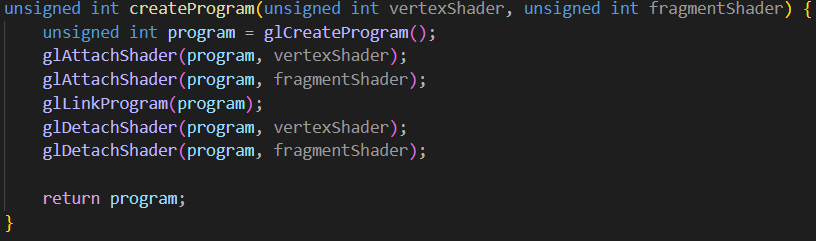 unsigned int createProgram(unsigned int vertexShader, unsigned int fragmentShader) {
    unsigned int program = glCreateProgram();
    glAttachShader(program, vertexShader);
    glAttachShader(program, fragmentShader);
    glLinkProgram(program);
    glDetachShader(program, vertexShader);
    glDetachShader(program, fragmentShader);

    return program;
}